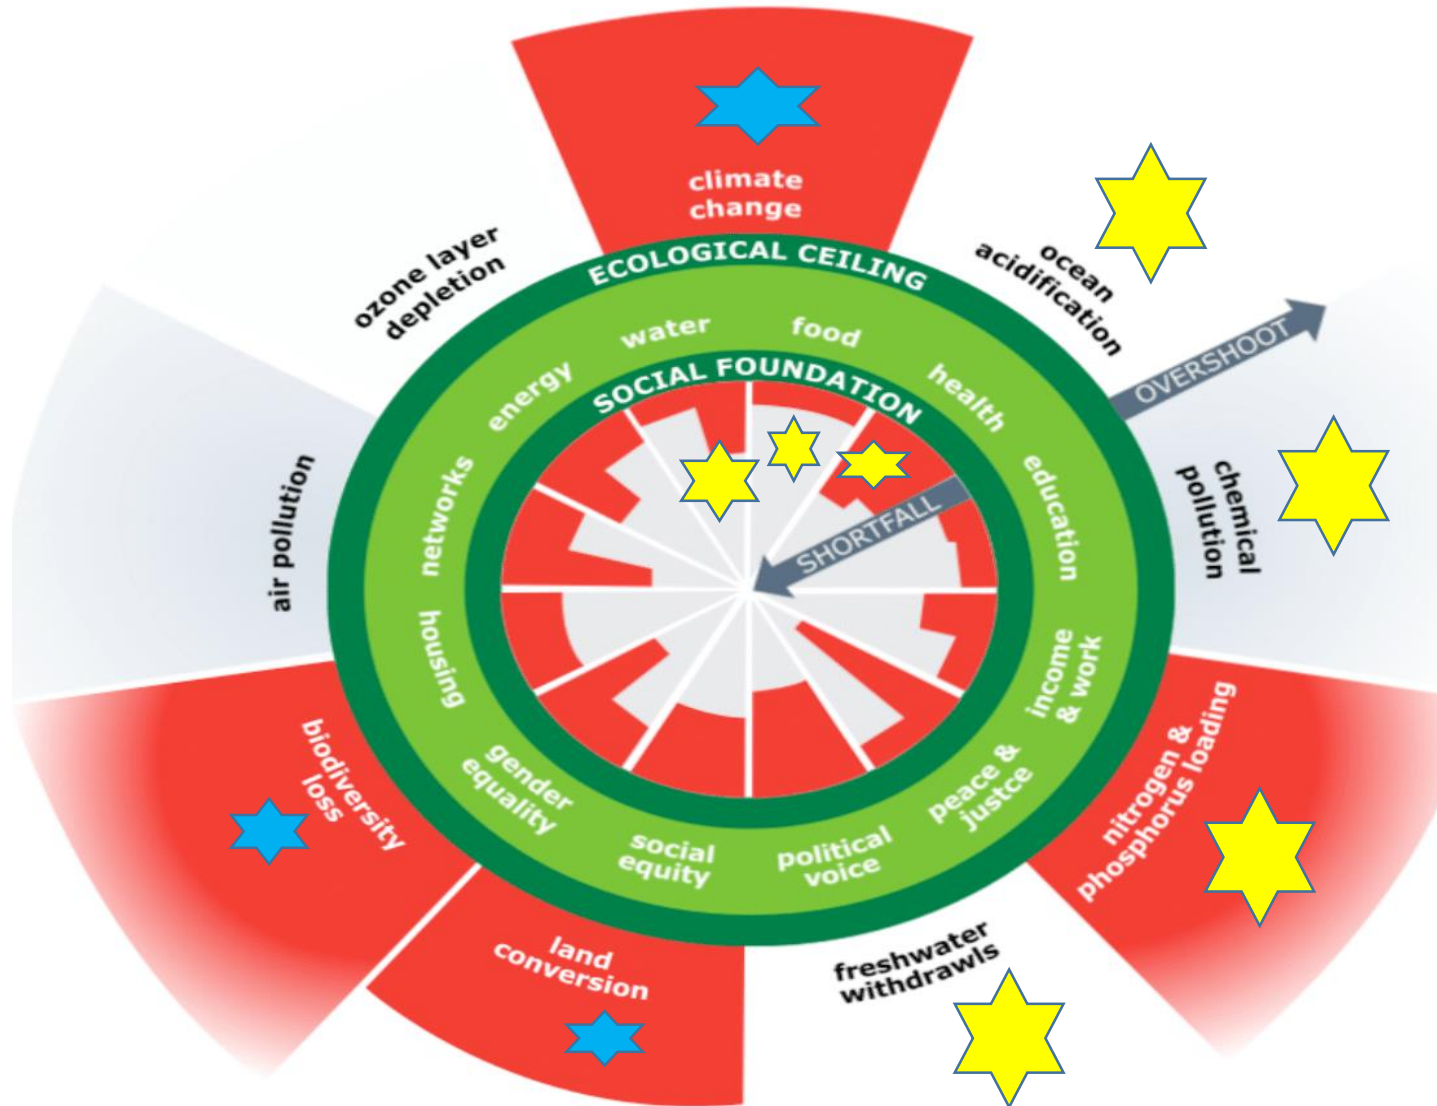 climate
change
ozone layer
depletion
ocean
acidification
ECOLOGICAL CEILING
OVERSHOOT
water
food
energy
health
SOCIAL FOUNDATION
networks
education
SHORTFALL
air pollution
chemical
pollution
housing
income
& work
biodiversity
loss
nitrogen &
phosphorus loading
gender
equality
peace &
justce
social
equity
political
voice
land
conversion
freshwater
withdrawls